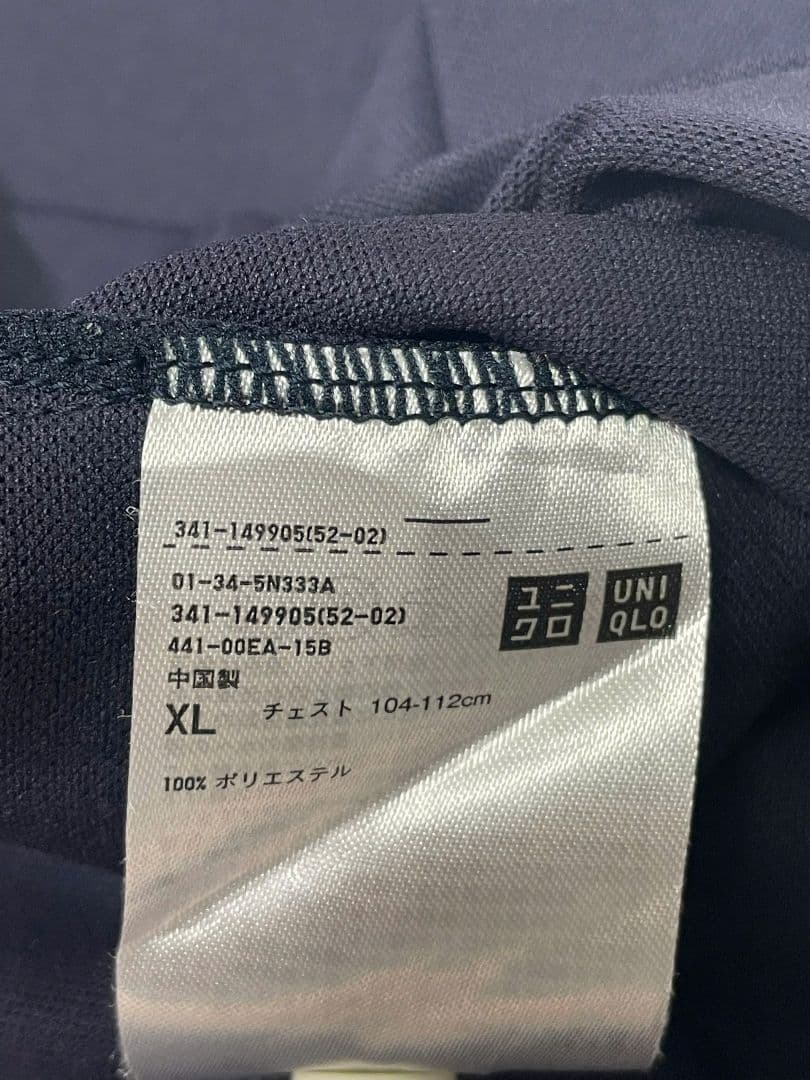 341-149905(52-02)
01-34-5N333A
341-149905(52-02)
441-00EA-15B
中国製
XL チェスト 104-112cm
100% ポリエステル
ユニ
クロ
UNI
QLO